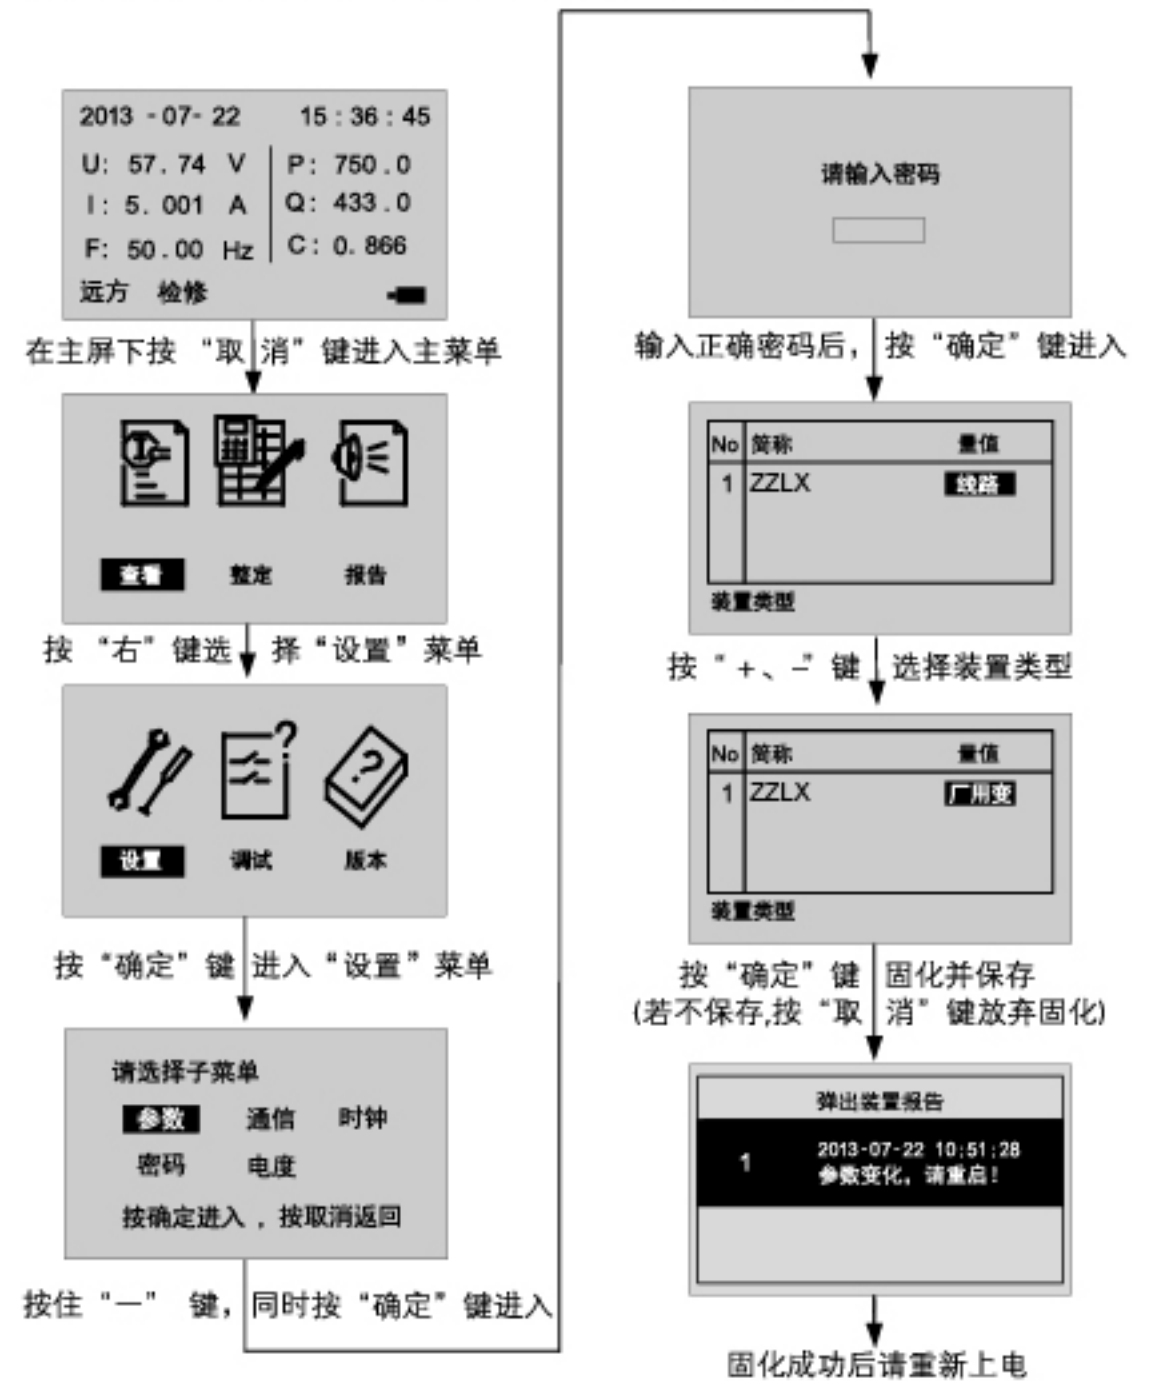 2013 -07- 22 15 : 36 : 45
U: 57. 74 V P: 750 . 0
I: 5. 001 A Q: 433 . 0
F: 50 . 00 Hz C: 0. 866
远方 检修
在主屏下按 “取 消” 键进入主菜单
查看 整定 报告
按 “右” 键选 择 “设置” 菜单
设置 调试 版本
按 “确定” 键 进入 “设置” 菜单
请选择子菜单
参数 通信 时钟
密码 电度
按确定进入 , 按取消返回
按住 “一” 键, 同时按 “确定” 键进入
请输入密码
输入正确密码后, 按 “确定” 键进入
No 简称 量值
1 ZZLX 线路
装置类型
按 “ +、-” 键 选择装置类型
No 简称 量值
1 ZZLX 厂用变
装置类型
按 “确定” 键 固化并保存
(若不保存,按 “取 消” 键放弃固化)
弹出装置报告
1 2013-07-22 10:51:28
参数变化，请重启!
固化成功后请重新上电